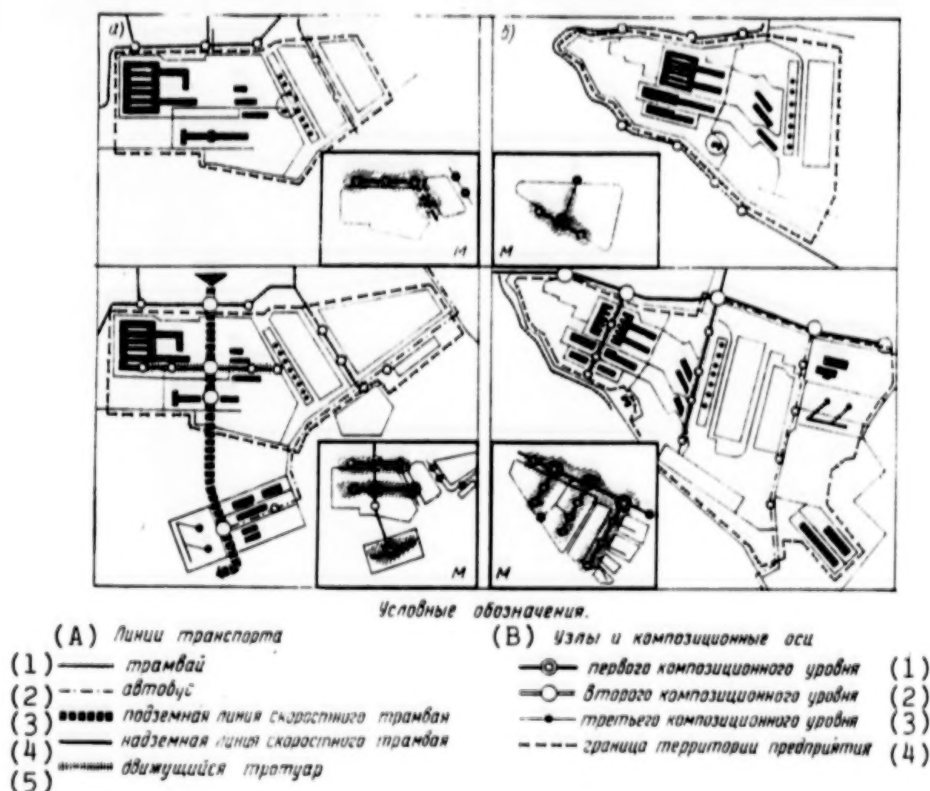 а)
б)
М
М
М
М
Условные обозначения.
(A) Линии транспорта
(1) трамвай
(2) автобус
(3) подземная линия скоростного трамвая
(4) надземная линия скоростного трамвая
(5) движущийся тротуар
(B) Узлы и композиционные оси
первого композиционного уровня (1)
второго композиционного уровня (2)
третьего композиционного уровня (3)
граница территории предприятия (4)